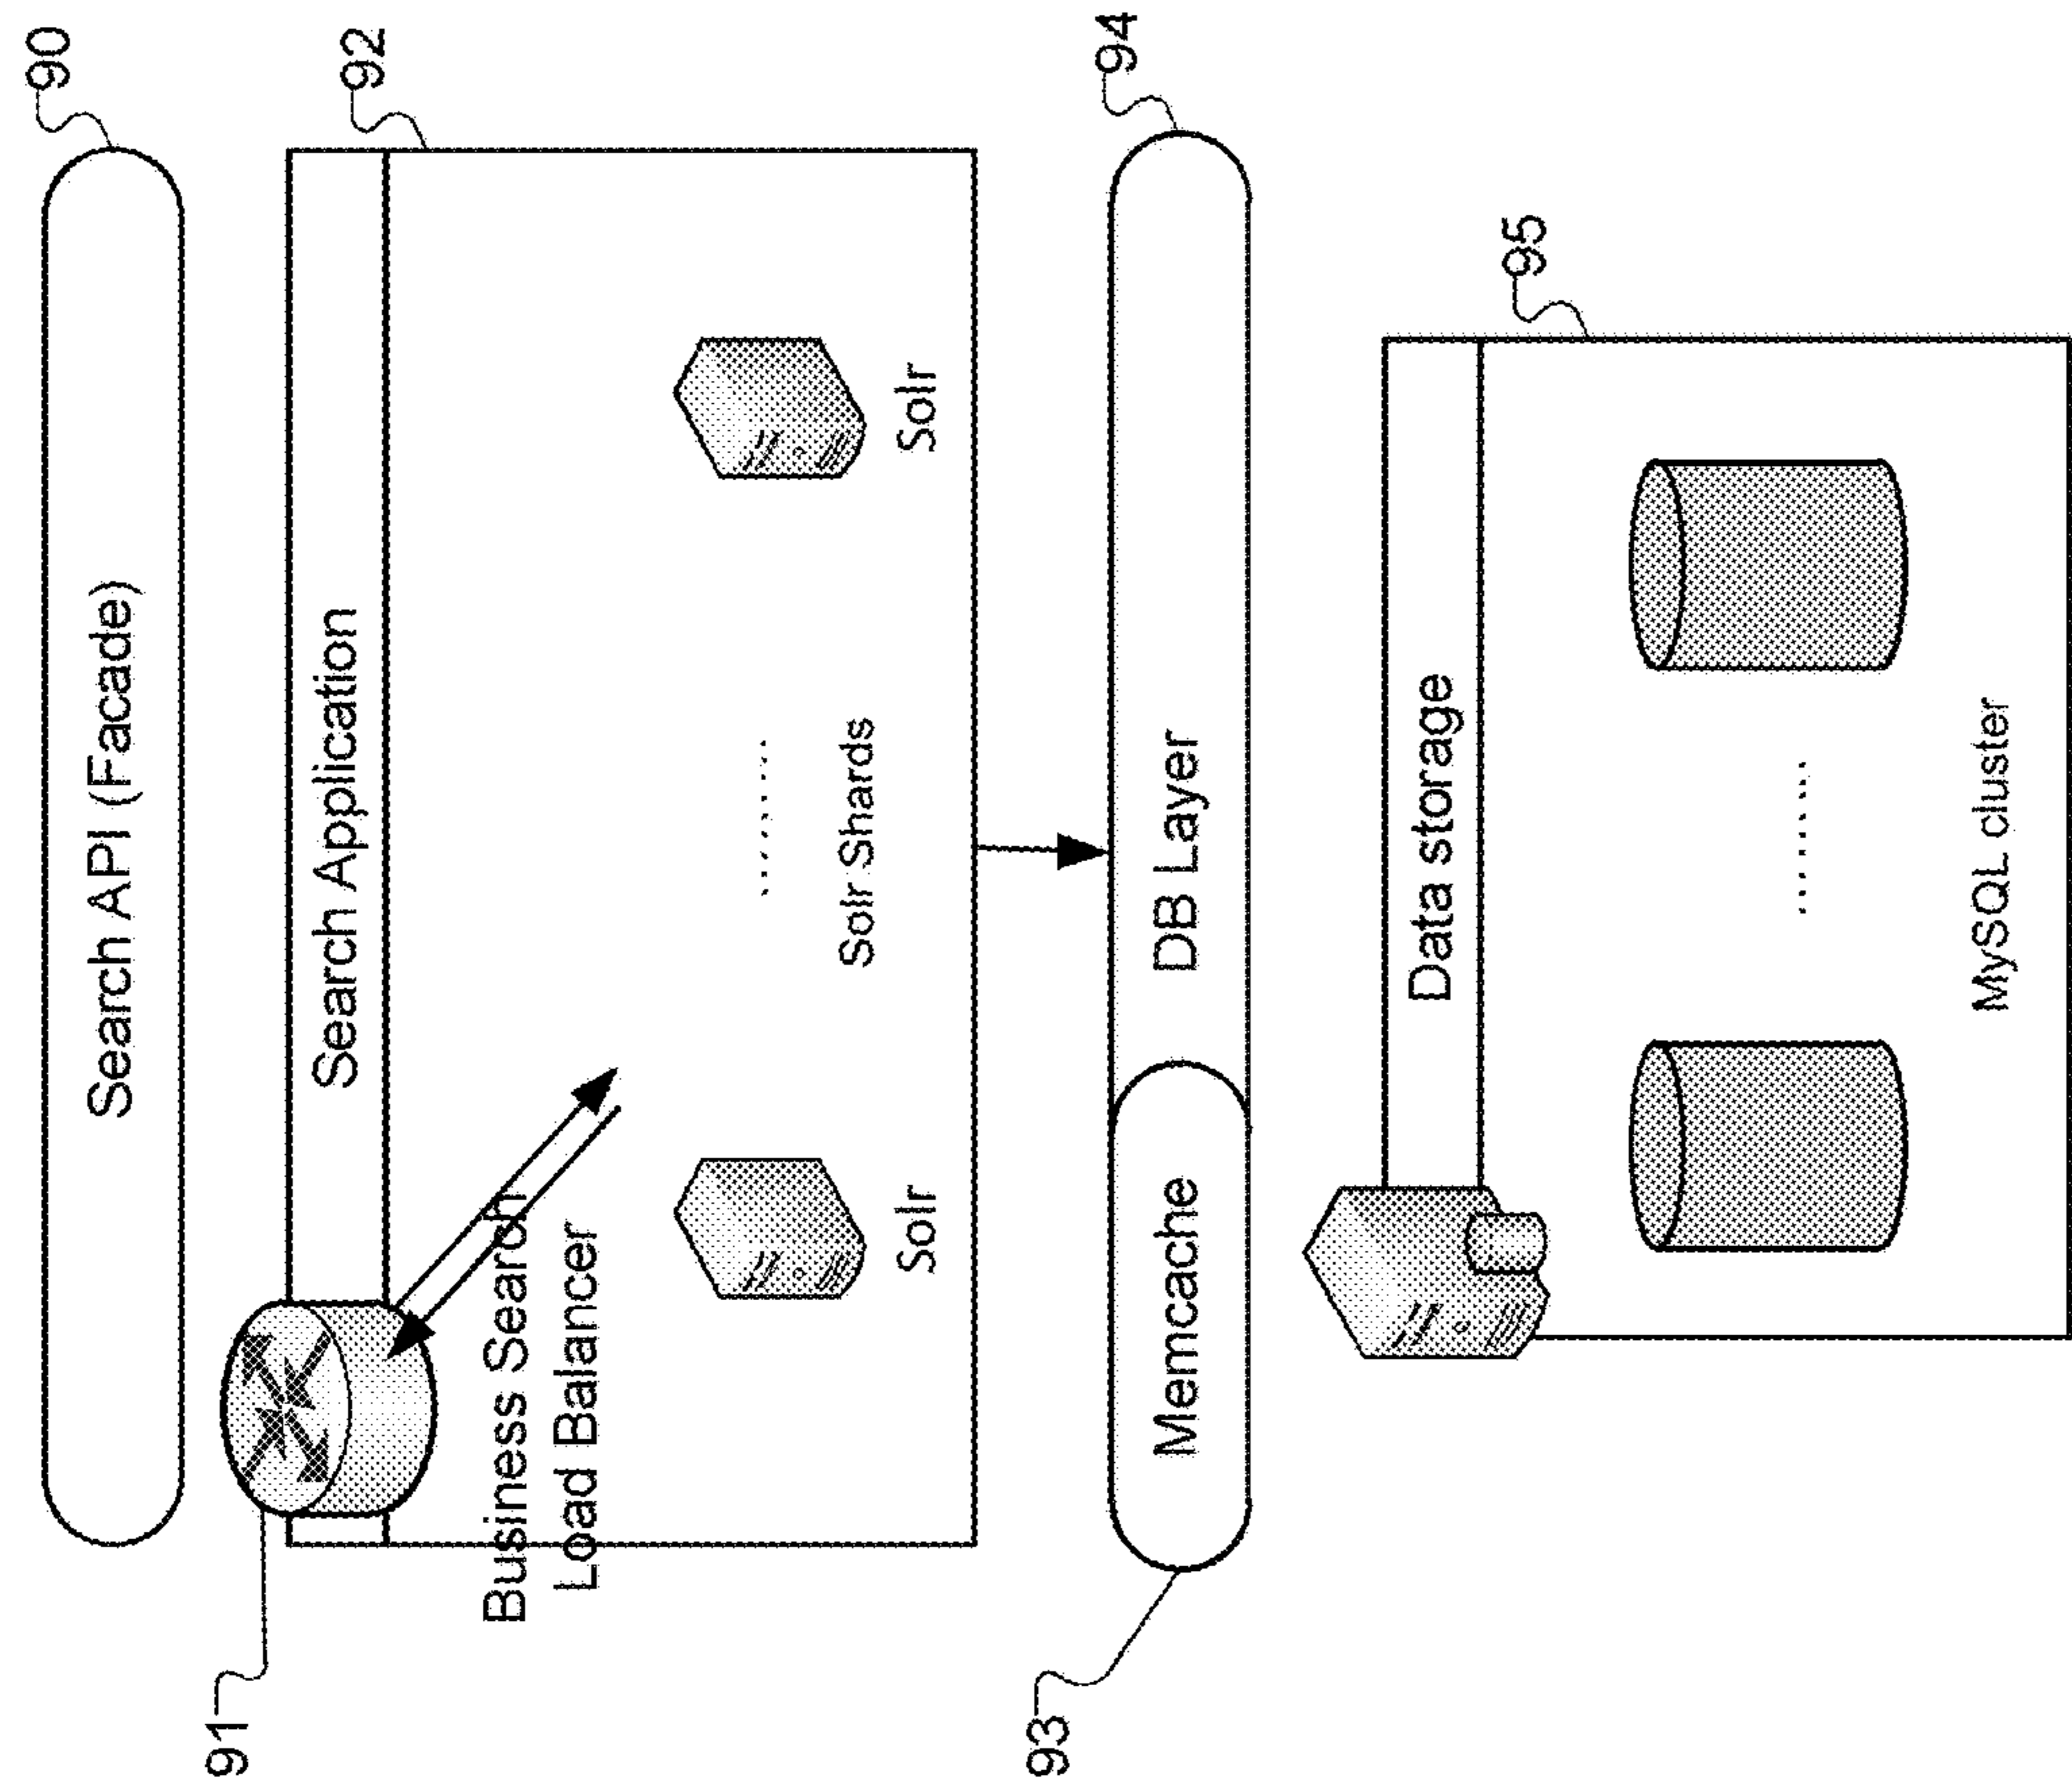 90
Search API (Facade)
91
Search Application
92
Business Search
Load Balancer
Solr
Solr Shards
Solr
93
Memcache
DB Layer
94
Data storage
95
MySQL cluster